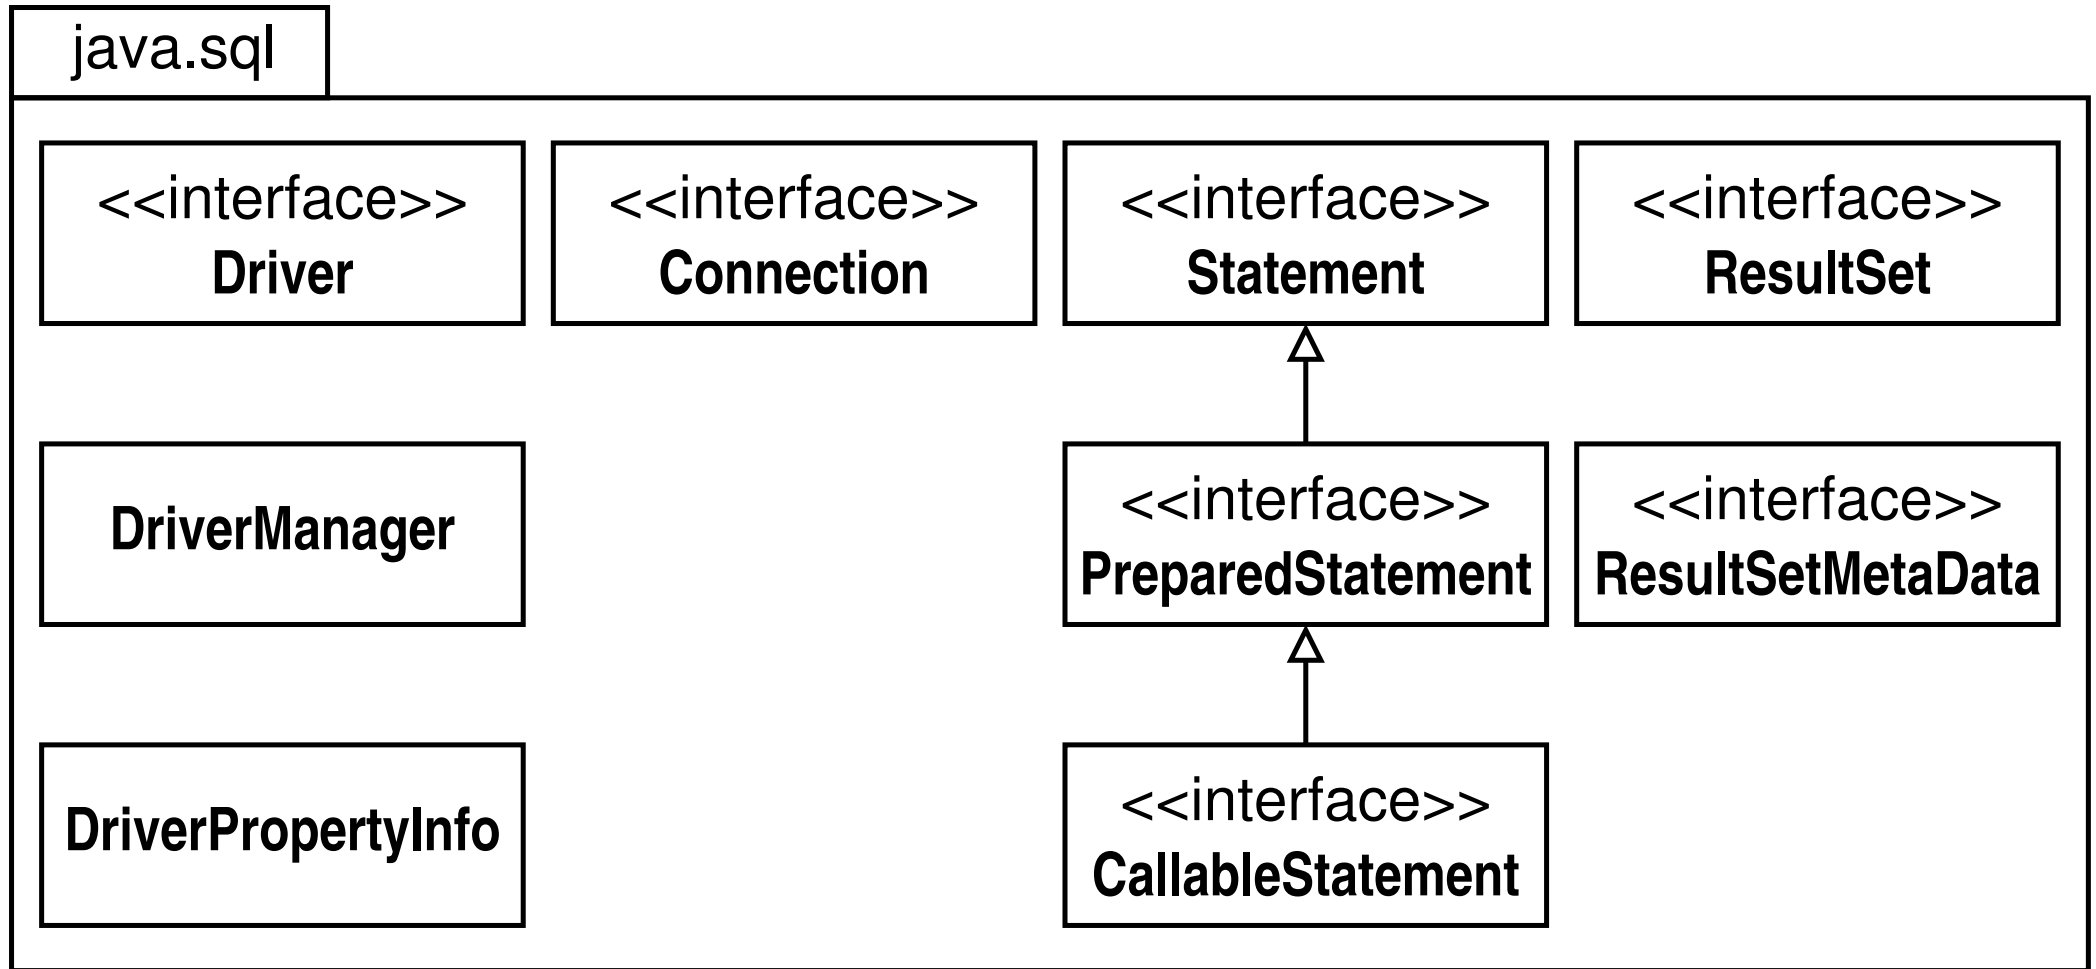 java.sql
<<interface>>
Driver
<<interface>>
Connection
<<interface>>
Statement
<<interface>>
ResultSet
DriverManager
<<interface>>
PreparedStatement
<<interface>>
ResultSetMetaData
DriverPropertyInfo
<<interface>>
CallableStatement